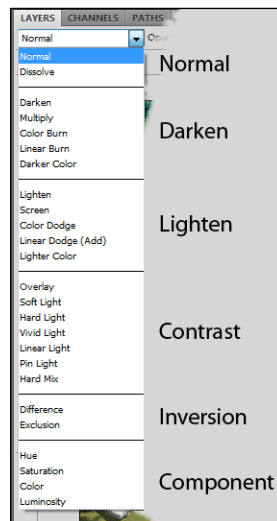 LAYERS CHANNELS PATHS
Normal
Normal
Dissolve
Normal
Darken
Multiply
Color Burn
Linear Burn
Darker Color
Darken
Lighten
Screen
Color Dodge
Linear Dodge (Add)
Lighter Color
Lighten
Overlay
Soft Light
Hard Light
Vivid Light
Linear Light
Pin Light
Hard Mix
Contrast
Difference
Exclusion
Inversion
Hue
Saturation
Color
Luminosity
Component